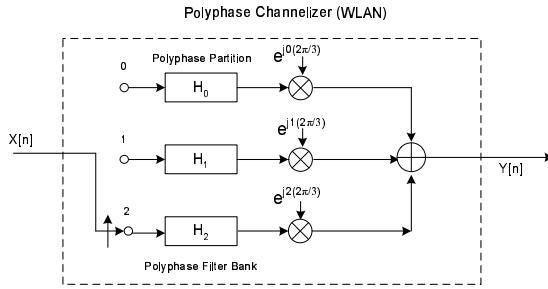 Polyphase Channelizer (WLAN)
Polyphase Partition
0
H₀
e^j0(2π/3)
1
H₁
e^j1(2π/3)
X[n]
Y[n]
2
H₂
e^j2(2π/3)
Polyphase Filter Bank